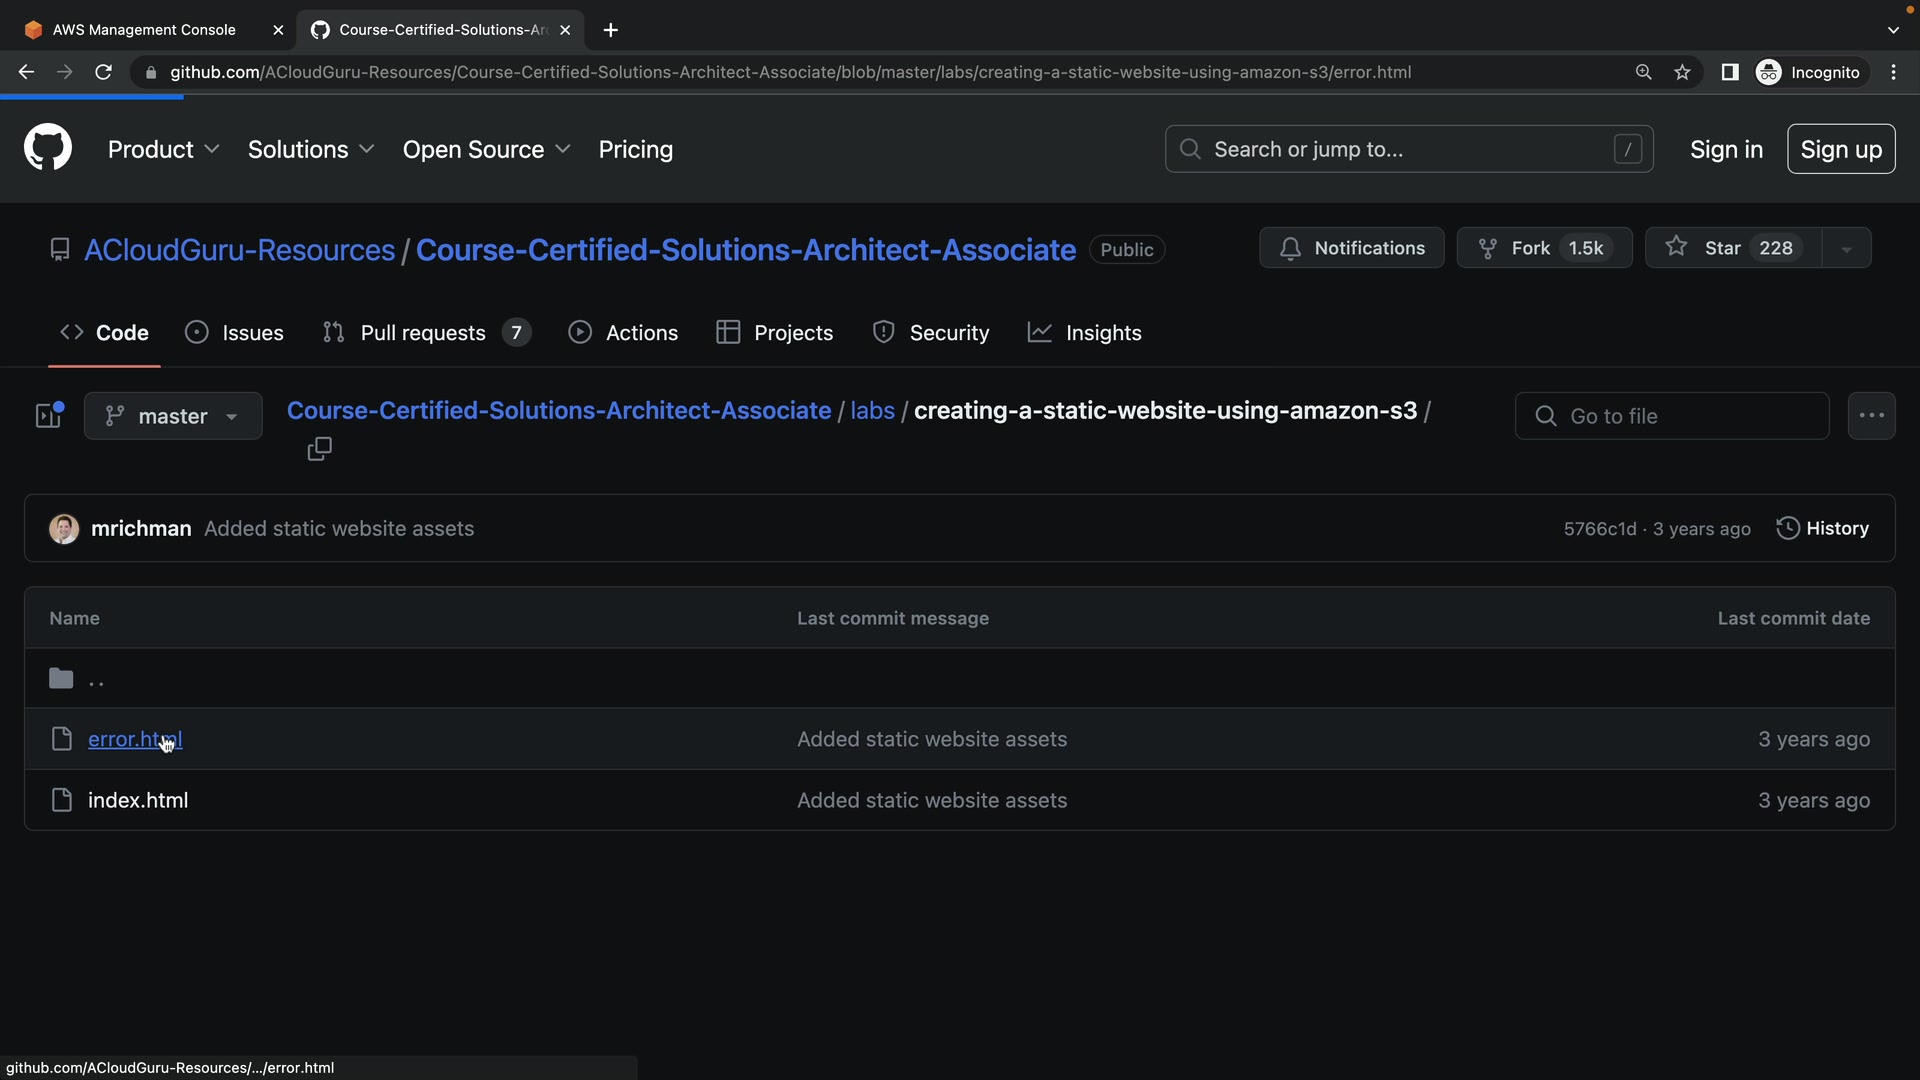 AWS Management Console
Course-Certified-Solutions-Ar
github.com/ACloudGuru-Resources/Course-Certified-Solutions-Architect-Associate/blob/master/labs/creating-a-static-website-using-amazon-s3/error.html
Incognito
Product Solutions Open Source Pricing
Search or jump to... /
Sign in Sign up
ACloudGuru-Resources / Course-Certified-Solutions-Architect-Associate Public
Notifications Fork 1.5k Star 228
Code Issues Pull requests 7 Actions Projects Security Insights
master Course-Certified-Solutions-Architect-Associate / labs / creating-a-static-website-using-amazon-s3 /
Go to file
mrichman Added static website assets 5766c1d · 3 years ago History
Name Last commit message Last commit date
..
error.html Added static website assets 3 years ago
index.html Added static website assets 3 years ago
github.com/ACloudGuru-Resources/.../error.html